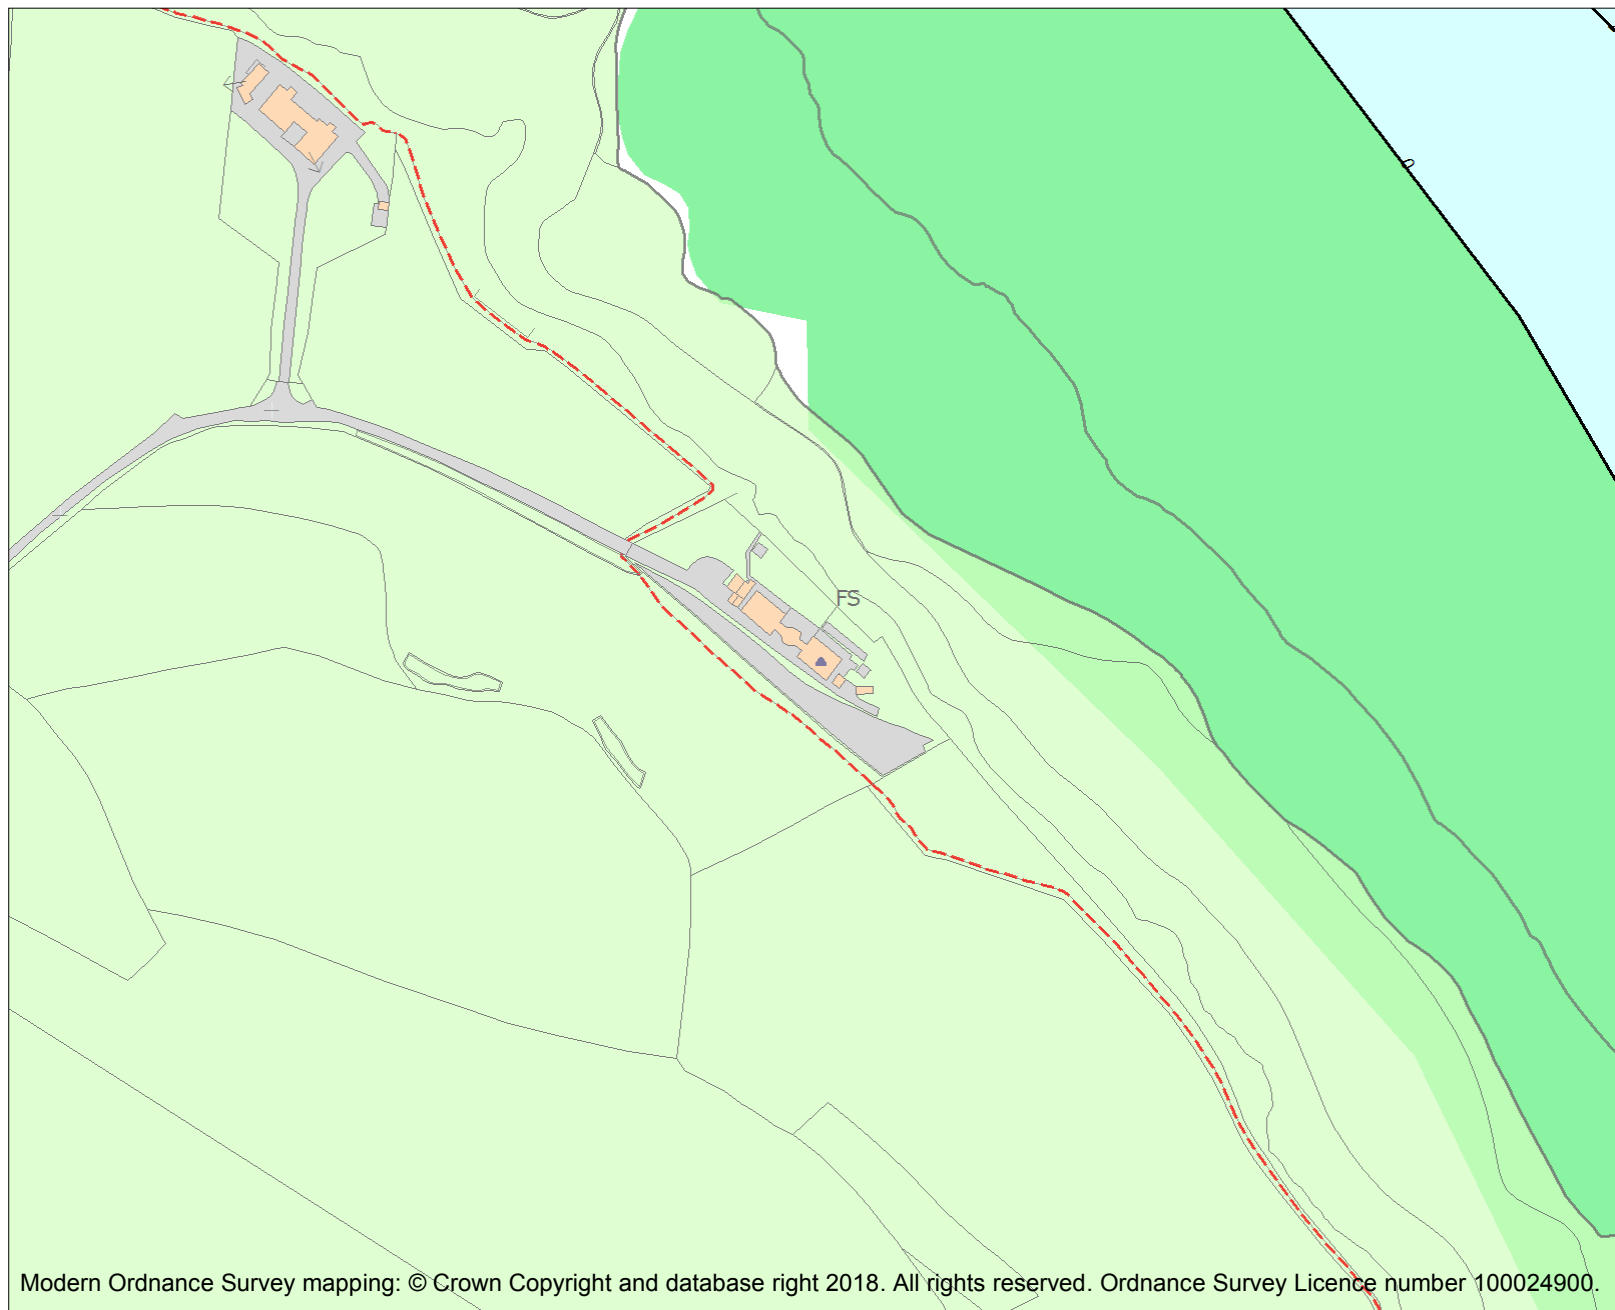 FS
Modern Ordnance Survey mapping: © Crown Copyright and database right 2018. All rights reserved. Ordnance Survey Licence number 100024900.